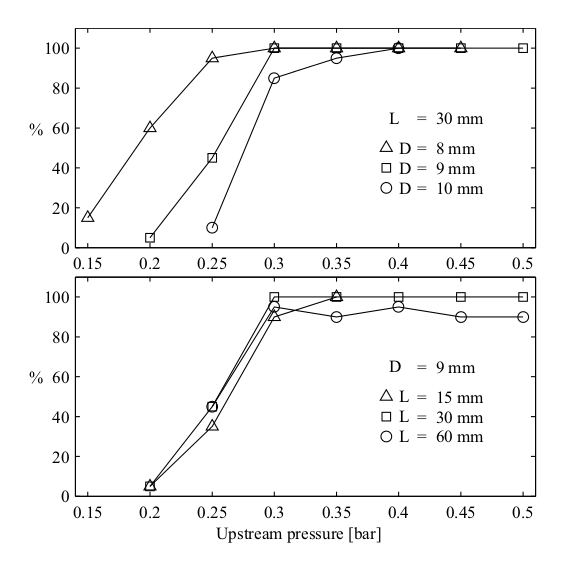 100
80
60
%
40
20
0
L = 30 mm
D = 8 mm
D = 9 mm
D = 10 mm
0.15 0.2 0.25 0.3 0.35 0.4 0.45 0.5
100
80
60
%
40
20
0
D = 9 mm
L = 15 mm
L = 30 mm
L = 60 mm
0.15 0.2 0.25 0.3 0.35 0.4 0.45 0.5
Upstream pressure [bar]